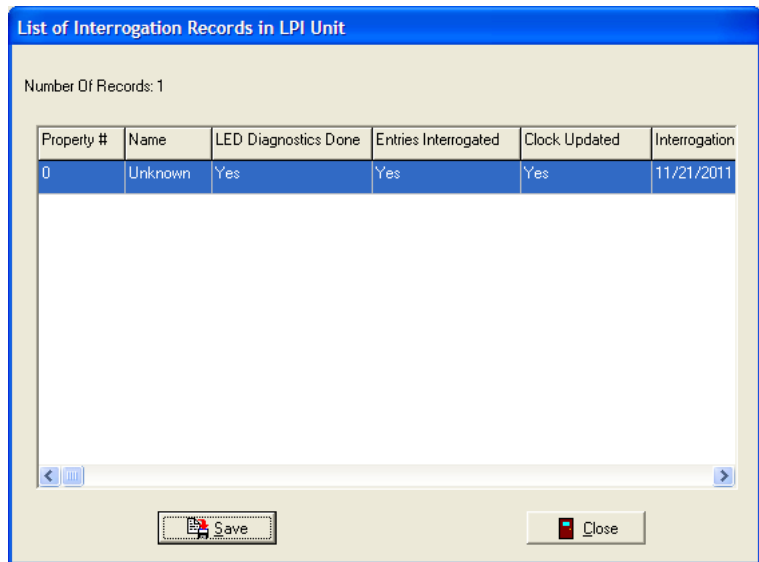 List of Interrogation Records in LPI Unit
Number Of Records: 1
Property # Name LED Diagnostics Done Entries Interrogated Clock Updated Interrogation
0 Unknown Yes Yes Yes 11/21/2011
Save Close